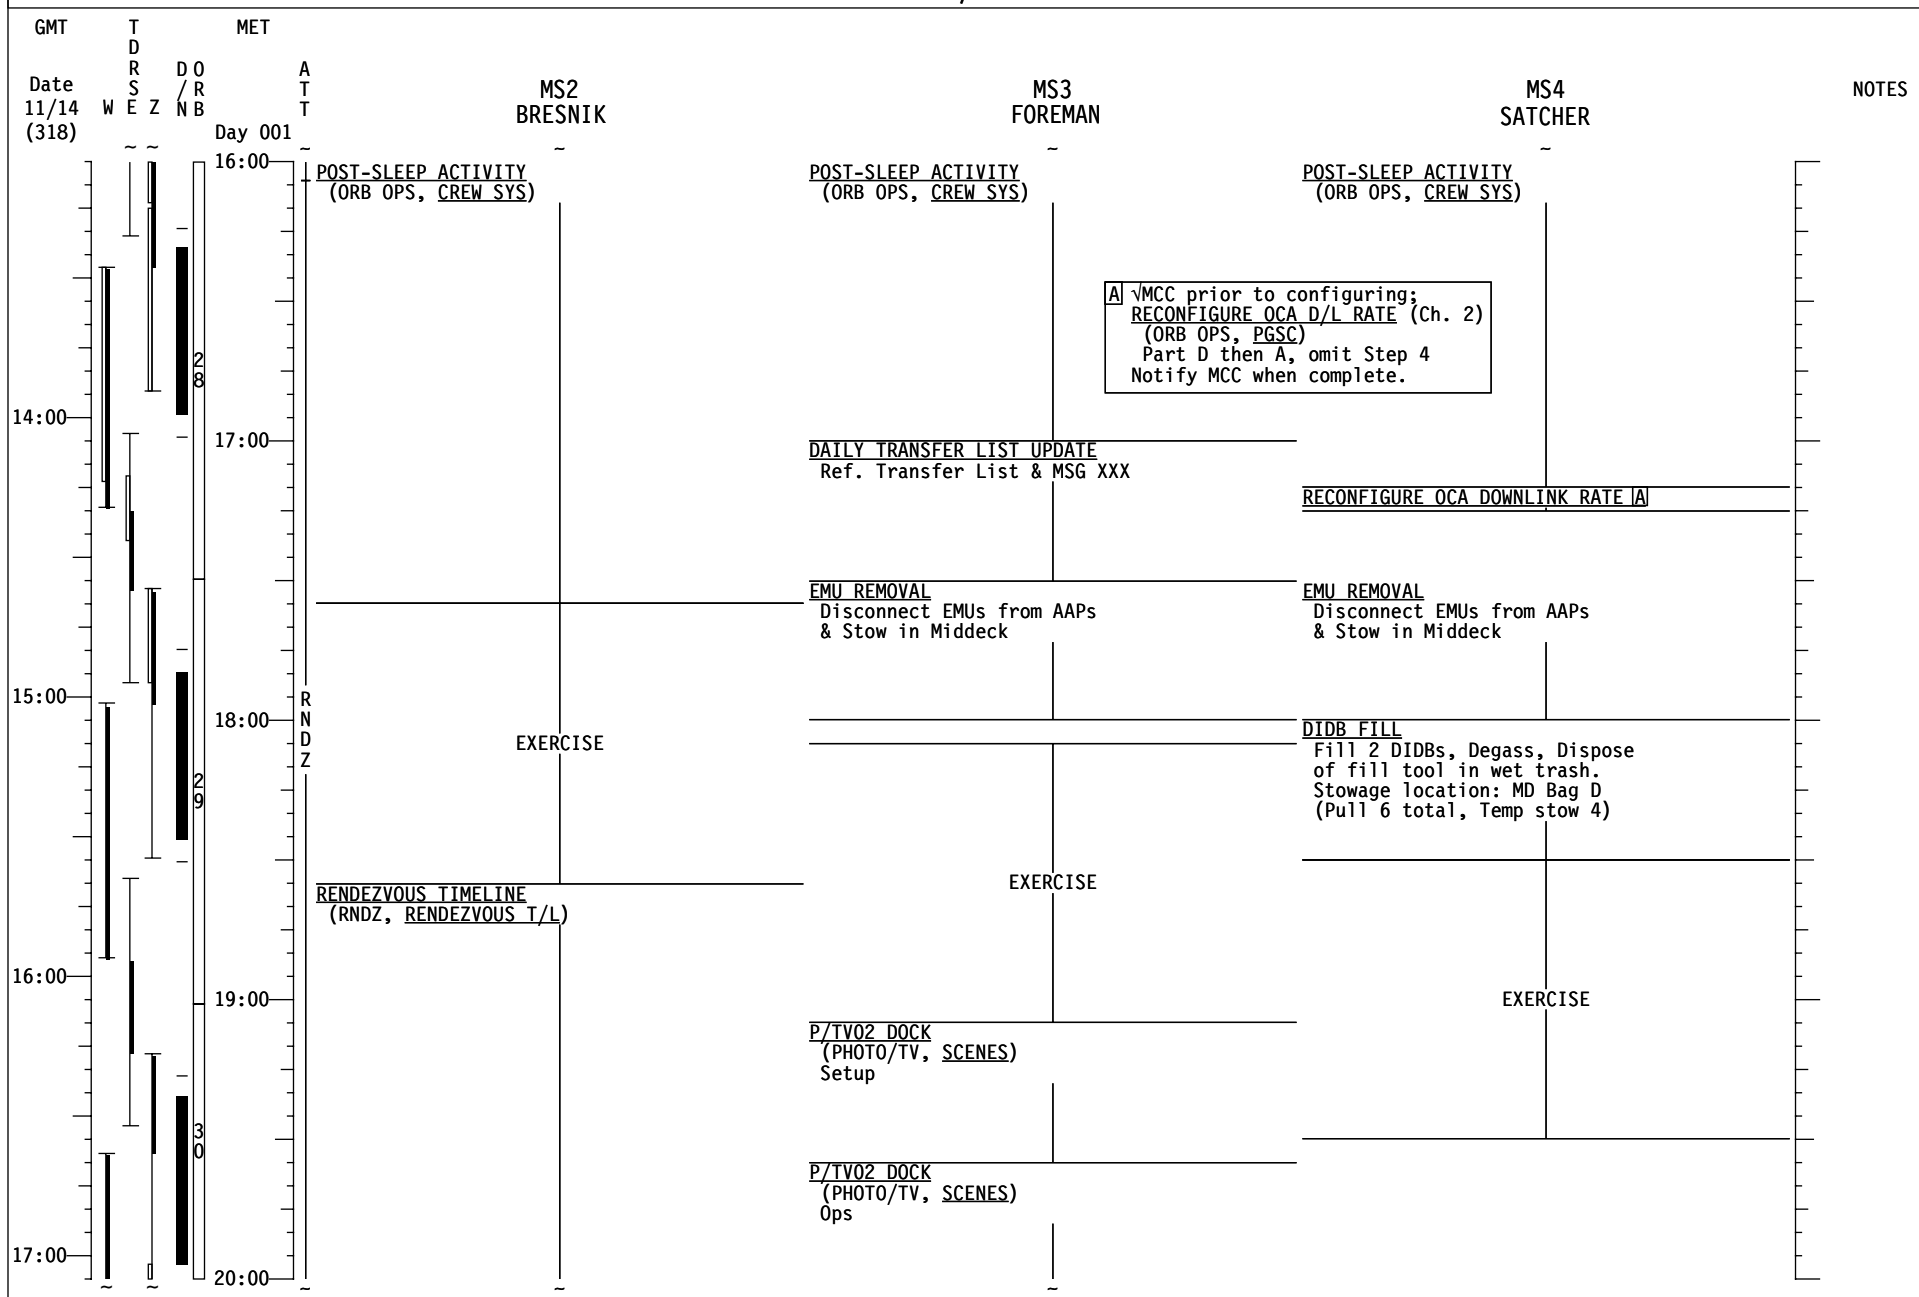 GMT
TDRS
MET
Date
11/14
(318)
W E Z
D/N
ORB
Day 001
ATT
MS2
BRESNIK
MS3
FOREMAN
MS4
SATCHER
NOTES
~ ~ ~ ~ ~ ~
16:00
POST-SLEEP ACTIVITY
(ORB OPS, CREW SYS)
POST-SLEEP ACTIVITY
(ORB OPS, CREW SYS)
POST-SLEEP ACTIVITY
(ORB OPS, CREW SYS)
A √MCC prior to configuring;
RECONFIGURE OCA D/L RATE (Ch. 2)
(ORB OPS, PGSC)
Part D then A, omit Step 4
Notify MCC when complete.
28
14:00
17:00
DAILY TRANSFER LIST UPDATE
Ref. Transfer List & MSG XXX
RECONFIGURE OCA DOWNLINK RATE A
EMU REMOVAL
Disconnect EMUs from AAPs
& Stow in Middeck
EMU REMOVAL
Disconnect EMUs from AAPs
& Stow in Middeck
15:00
RNDZ
18:00
EXERCISE
DIDB FILL
Fill 2 DIDBs, Degass, Dispose
of fill tool in wet trash.
Stowage location: MD Bag D
(Pull 6 total, Temp stow 4)
29
RENDEZVOUS TIMELINE
(RNDZ, RENDEZVOUS T/L)
EXERCISE
16:00
19:00
EXERCISE
P/TV02 DOCK
(PHOTO/TV, SCENES)
Setup
30
P/TV02 DOCK
(PHOTO/TV, SCENES)
Ops
17:00
20:00
~ ~ ~ ~ ~